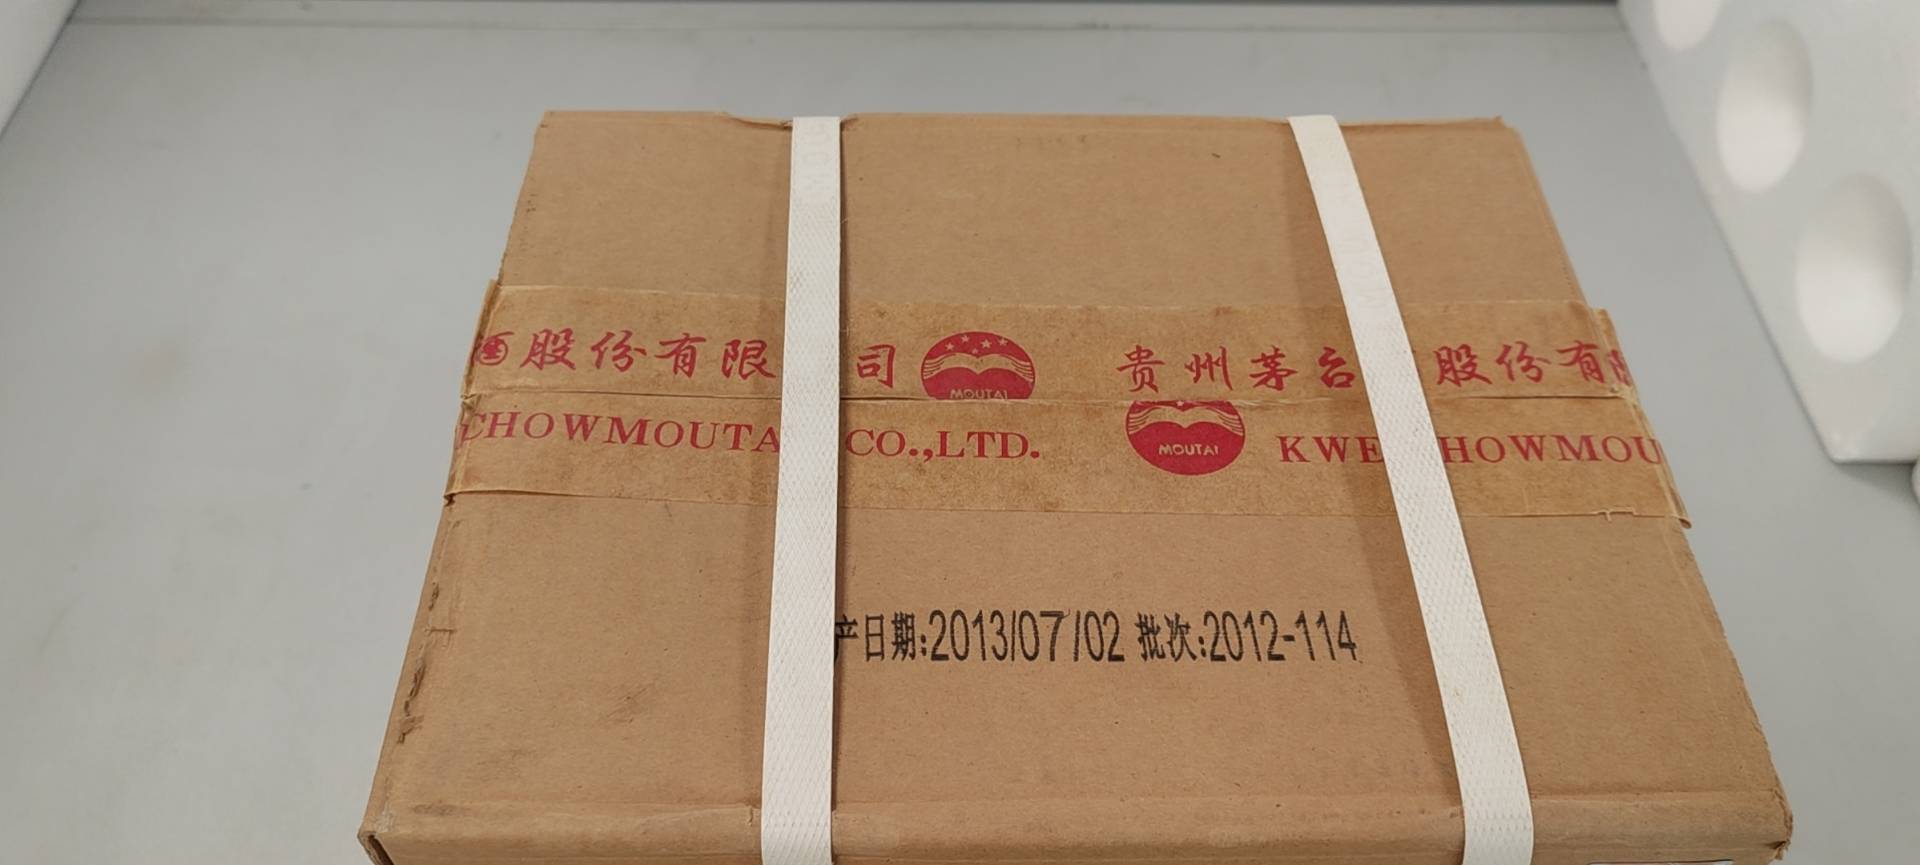 酒股份有限 司 MOUTAI 贵州茅台 股份有限
CHOWMOUTA CO.,LTD. MOUTAI KWE HOWMOU
产日期:2013/07/02 批次:2012-114